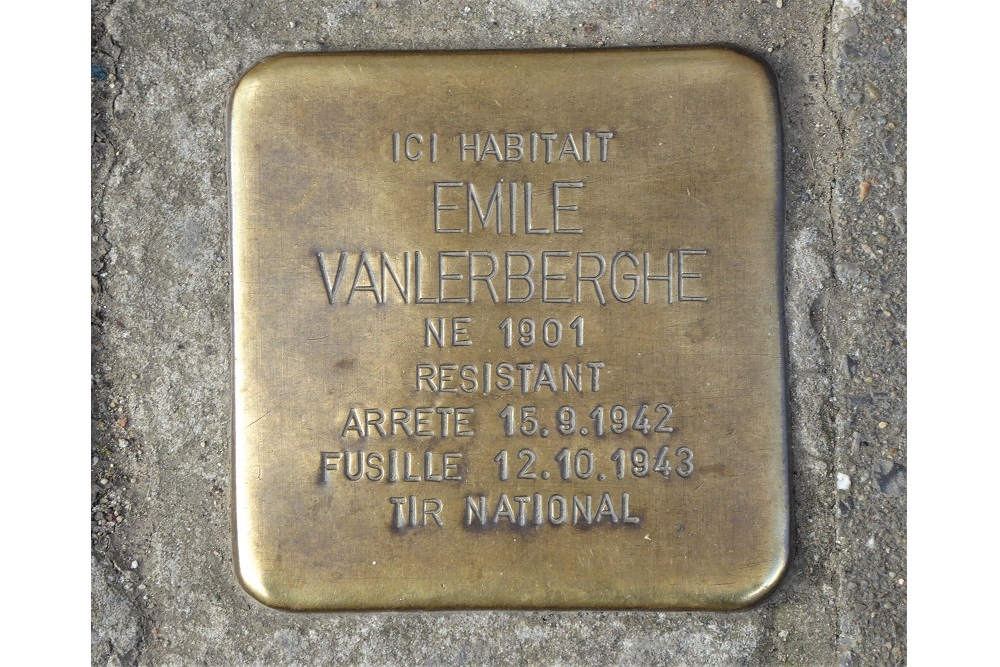 ICI HABITAIT
EMILE
VANLERBERGHE
NE 1901
RESISTANT
ARRETE 15.9.1942
FUSILLE 12.10.1943
TIR NATIONAL